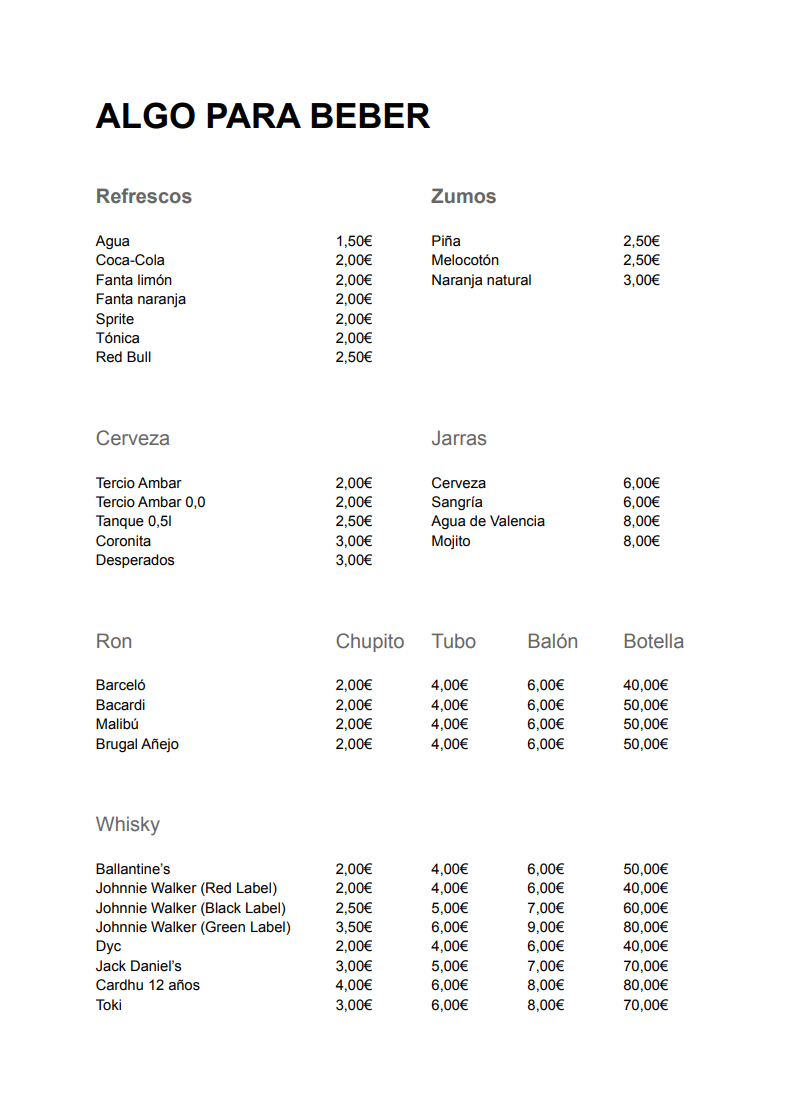 ALGO PARA BEBER
Refrescos Zumos
Agua 1,50€ Piña 2,50€
Coca-Cola 2,00€ Melocotón 2,50€
Fanta limón 2,00€ Naranja natural 3,00€
Fanta naranja 2,00€
Sprite 2,00€
Tónica 2,00€
Red Bull 2,50€
Cerveza Jarras
Tercio Ambar 2,00€ Cerveza 6,00€
Tercio Ambar 0,0 2,00€ Sangría 6,00€
Tanque 0,5l 2,50€ Agua de Valencia 8,00€
Coronita 3,00€ Mojito 8,00€
Desperados 3,00€
Ron Chupito Tubo Balón Botella
Barceló 2,00€ 4,00€ 6,00€ 40,00€
Bacardi 2,00€ 4,00€ 6,00€ 50,00€
Malibú 2,00€ 4,00€ 6,00€ 50,00€
Brugal Añejo 2,00€ 4,00€ 6,00€ 50,00€
Whisky
Ballantine’s 2,00€ 4,00€ 6,00€ 50,00€
Johnnie Walker (Red Label) 2,00€ 4,00€ 6,00€ 40,00€
Johnnie Walker (Black Label) 2,50€ 5,00€ 7,00€ 60,00€
Johnnie Walker (Green Label) 3,50€ 6,00€ 9,00€ 80,00€
Dyc 2,00€ 4,00€ 6,00€ 40,00€
Jack Daniel’s 3,00€ 5,00€ 7,00€ 70,00€
Cardhu 12 años 4,00€ 6,00€ 8,00€ 80,00€
Toki 3,00€ 6,00€ 8,00€ 70,00€